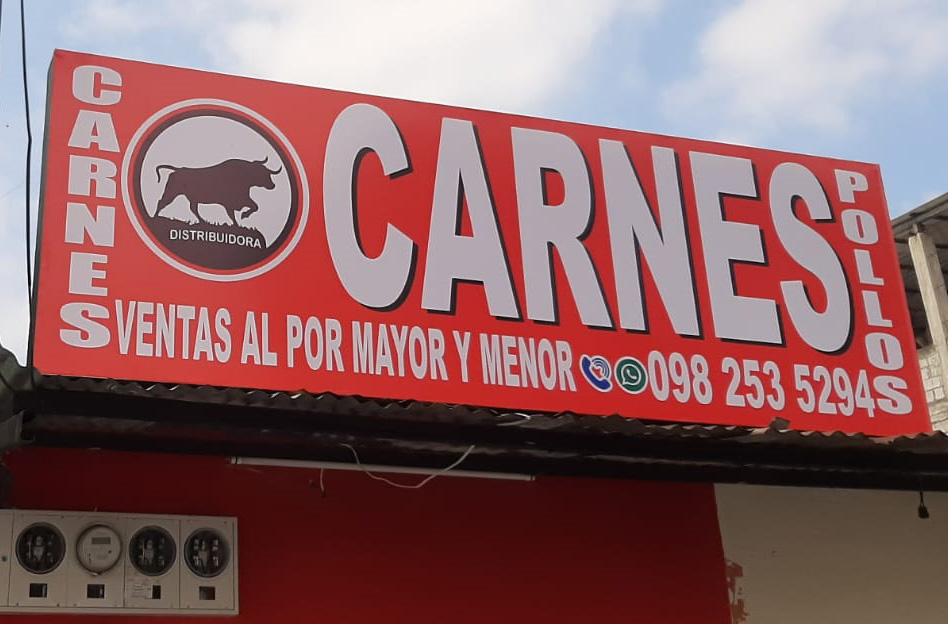 CARNES
DISTRIBUIDORA
CARNES
POLLOS
VENTAS AL POR MAYOR Y MENOR 098 253 5294